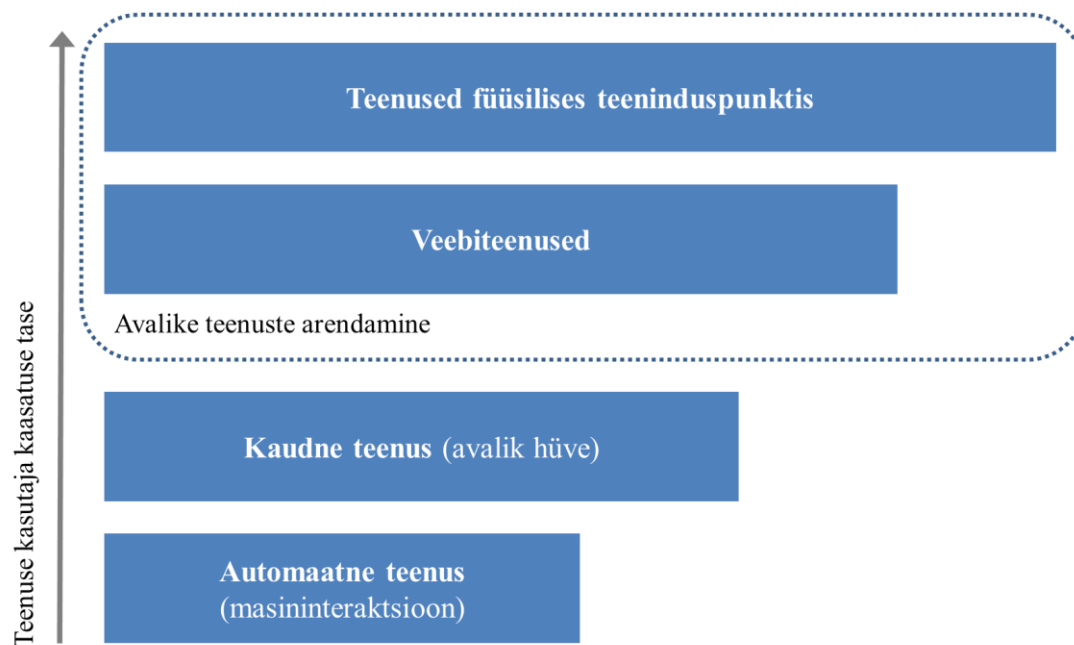 Teenuse kasutaja kaasatuse tase
Teenused füüsilises teeninduspunktis
Veebiteenused
Avalike teenuste arendamine
Kaudne teenus (avalik hüve)
Automaatne teenus
(masininteraktsioon)